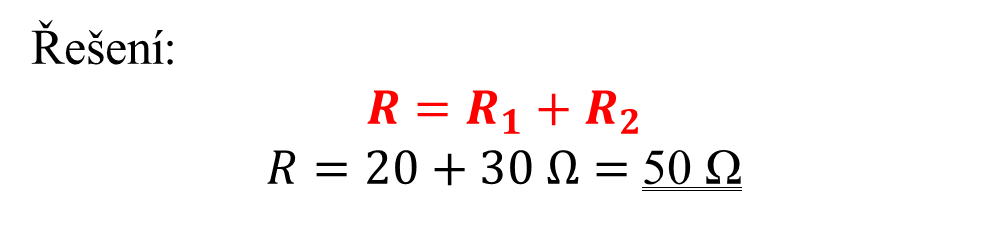 Řešení:
R = R₁ + R₂
R = 20 + 30 Ω = 50 Ω